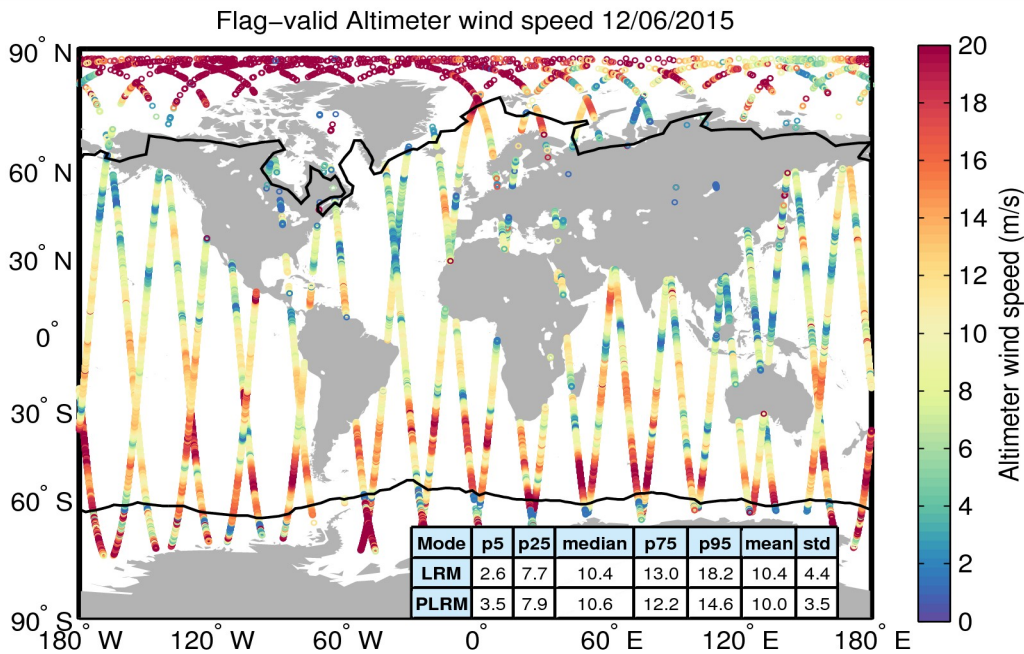 Flag−valid Altimeter wind speed 12/06/2015
90° N
60° N
30° N
0°
30° S
60° S
90° S
180° W
120° W
60° W
0°
60° E
120° E
180° E
20
18
16
14
12
10
8
6
4
2
0
Altimeter wind speed (m/s)
Mode p5 p25 median p75 p95 mean std
LRM 2.6 7.7 10.4 13.0 18.2 10.4 4.4
PLRM 3.5 7.9 10.6 12.2 14.6 10.0 3.5